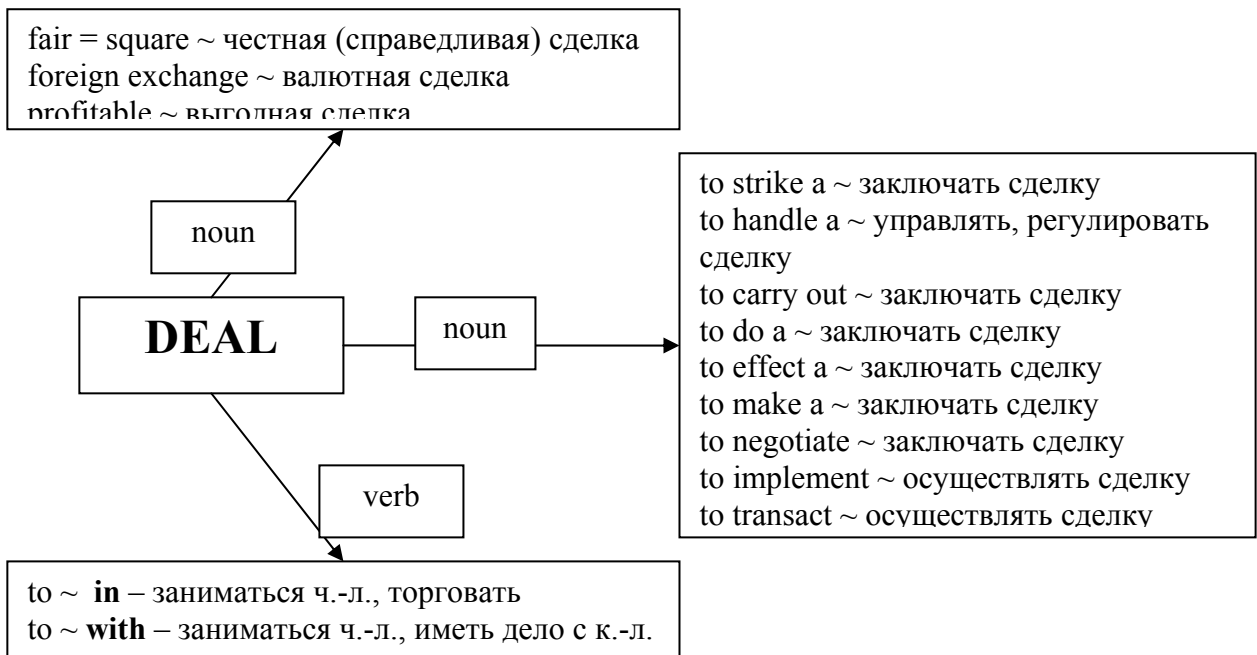 fair = square ~ честная (справедливая) сделка
foreign exchange ~ валютная сделка
profitable ~ выгодная сделка
noun
DEAL
noun
to strike a ~ заключать сделку
to handle a ~ управлять, регулировать
сделку
to carry out ~ заключать сделку
to do a ~ заключать сделку
to effect a ~ заключать сделку
to make a ~ заключать сделку
to negotiate ~ заключать сделку
to implement ~ осуществлять сделку
to transact ~ осуществлять сделку
verb
to ~ in – заниматься ч.-л., торговать
to ~ with – заниматься ч.-л., иметь дело с к.-л.